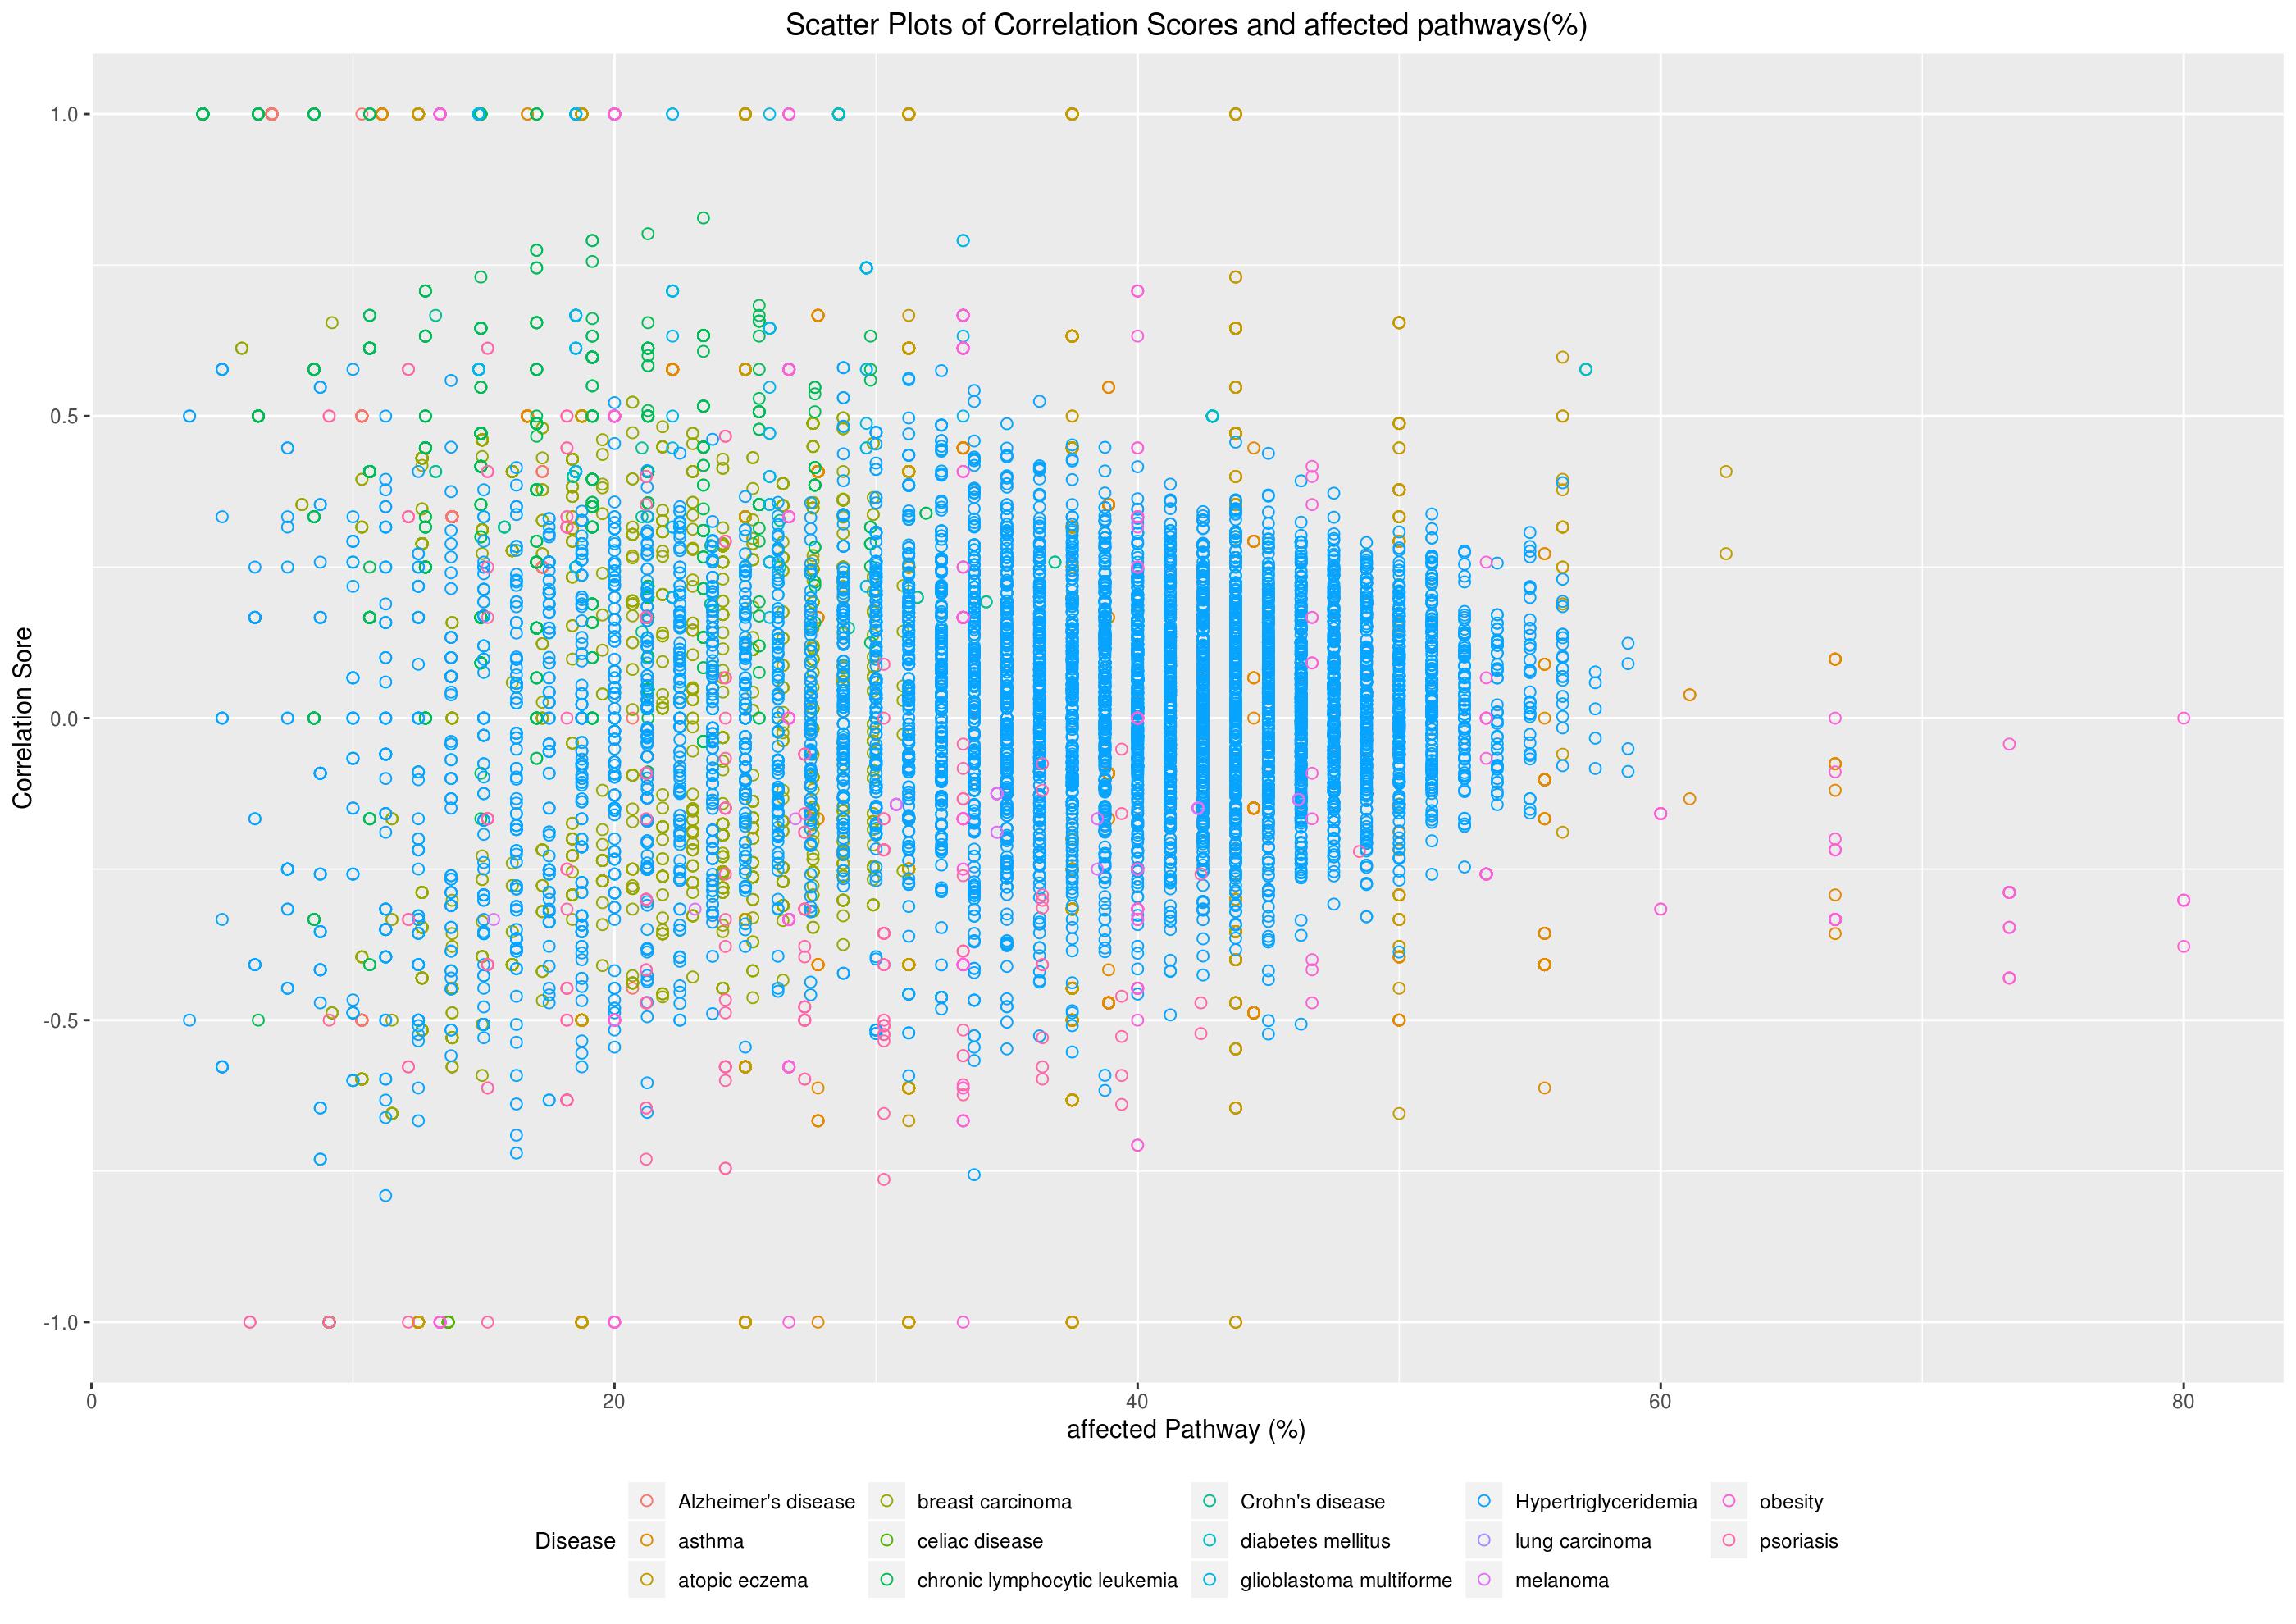 Scatter Plots of Correlation Scores and affected pathways(%)
1.0
0.5
0.0
-0.5
-1.0
Correlation Sore
0 20 40 60 80
affected Pathway (%)
Disease
Alzheimer's disease breast carcinoma Crohn's disease Hypertriglyceridemia obesity
asthma celiac disease diabetes mellitus lung carcinoma psoriasis
atopic eczema chronic lymphocytic leukemia glioblastoma multiforme melanoma